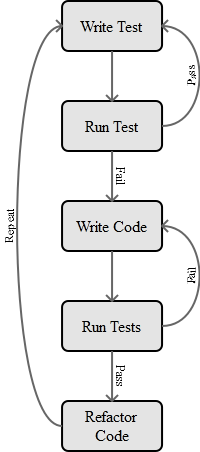 Write Test
Pass
Run Test
Fail
Repeat
Write Code
Fail
Run Tests
Pass
Refactor
Code